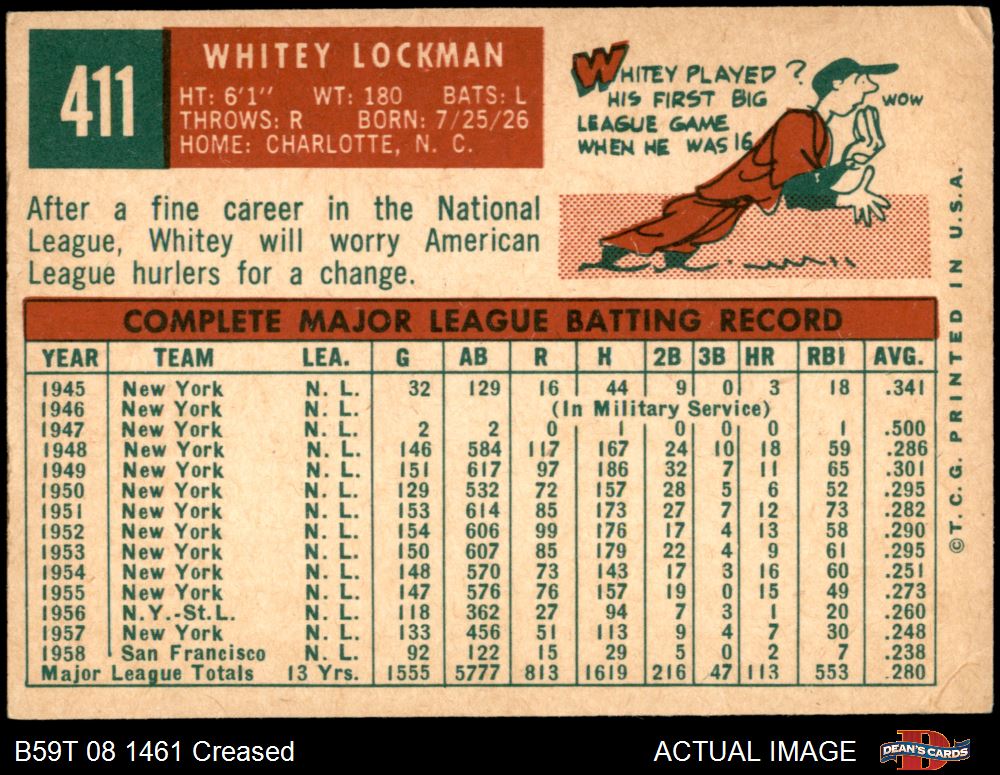 411
WHITEY LOCKMAN
HT: 6'1" WT: 180 BATS: L
THROWS: R BORN: 7/25/26
HOME: CHARLOTTE, N. C.
WHITEY PLAYED ?
HIS FIRST BIG
LEAGUE GAME
WHEN HE WAS 16
WOW
After a fine career in the National
League, Whitey will worry American
League hurlers for a change.
COMPLETE MAJOR LEAGUE BATTING RECORD
YEAR TEAM LEA. G AB R H 2B 3B HR RBI AVG.
1945 New York N. L. 32 129 16 44 9 0 3 18 .341
1946 New York N. L. (In Military Service)
1947 New York N. L. 2 2 0 1 0 0 0 1 .500
1948 New York N. L. 146 584 117 167 24 10 18 59 .286
1949 New York N. L. 151 617 97 186 32 7 11 65 .301
1950 New York N. L. 129 532 72 157 28 5 6 52 .295
1951 New York N. L. 153 614 85 173 27 7 12 73 .282
1952 New York N. L. 154 606 99 176 17 4 13 58 .290
1953 New York N. L. 150 607 85 179 22 4 9 61 .295
1954 New York N. L. 148 570 73 143 17 3 16 60 .251
1955 New York N. L. 147 576 76 157 19 0 15 49 .273
1956 N.Y.-St.L. N. L. 118 362 27 94 7 3 1 20 .260
1957 New York N. L. 133 456 51 113 9 4 7 30 .248
1958 San Francisco N. L. 92 122 15 29 5 0 2 7 .238
Major League Totals 13 Yrs. 1555 5777 813 1619 216 47 113 553 .280
©T. C. G. PRINTED IN U.S.A.
B59T 08 1461 Creased
ACTUAL IMAGE
D
DEAN'S CARDS